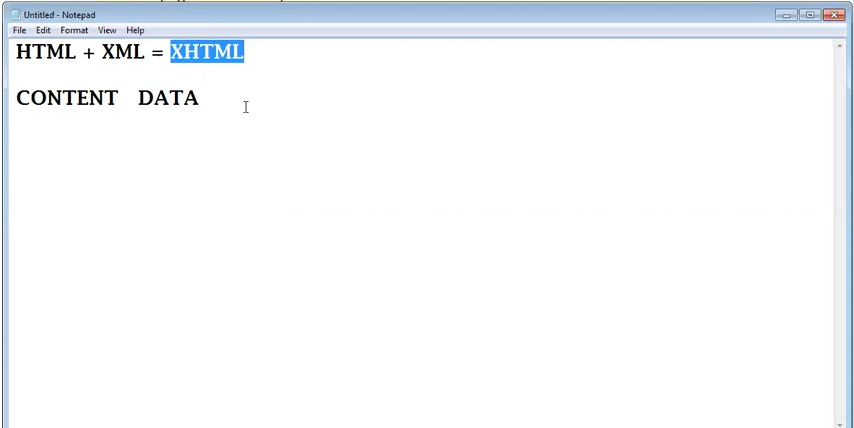 Untitled - Notepad
File Edit Format View Help
HTML + XML = XHTML
CONTENT DATA